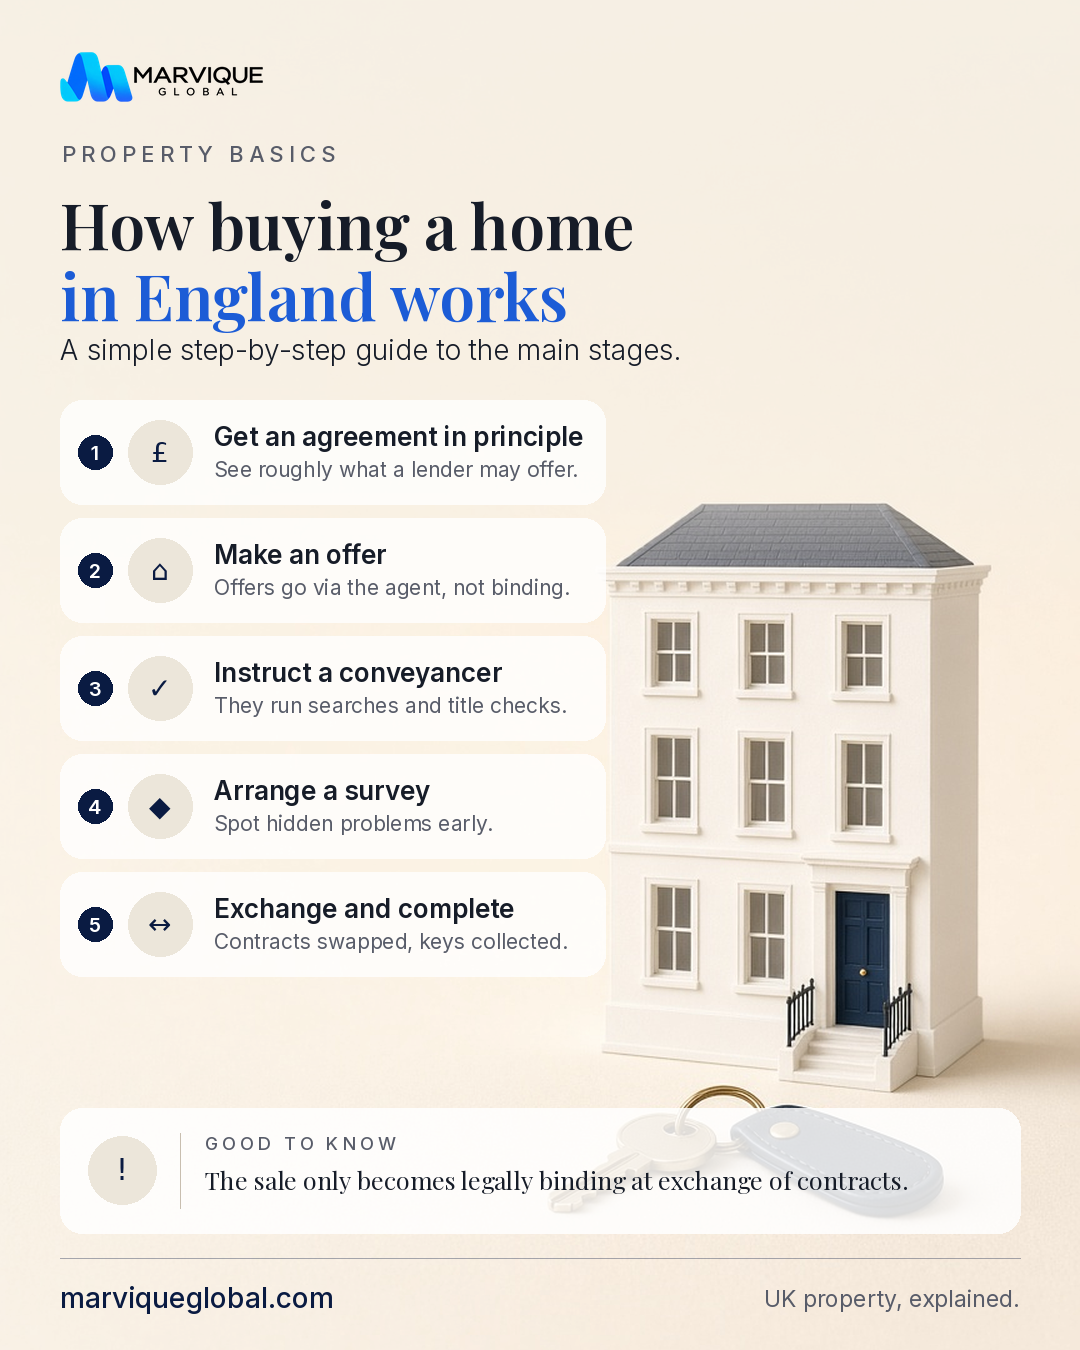 MARVIQUE
GLOBAL
PROPERTY BASICS
How buying a home
in England works
A simple step-by-step guide to the main stages.
1
£
Get an agreement in principle
See roughly what a lender may offer.
2
Make an offer
Offers go via the agent, not binding.
3
✓
Instruct a conveyancer
They run searches and title checks.
4
Arrange a survey
Spot hidden problems early.
5
Exchange and complete
Contracts swapped, keys collected.
!
GOOD TO KNOW
The sale only becomes legally binding at exchange of contracts.
marviqueglobal.com
UK property, explained.